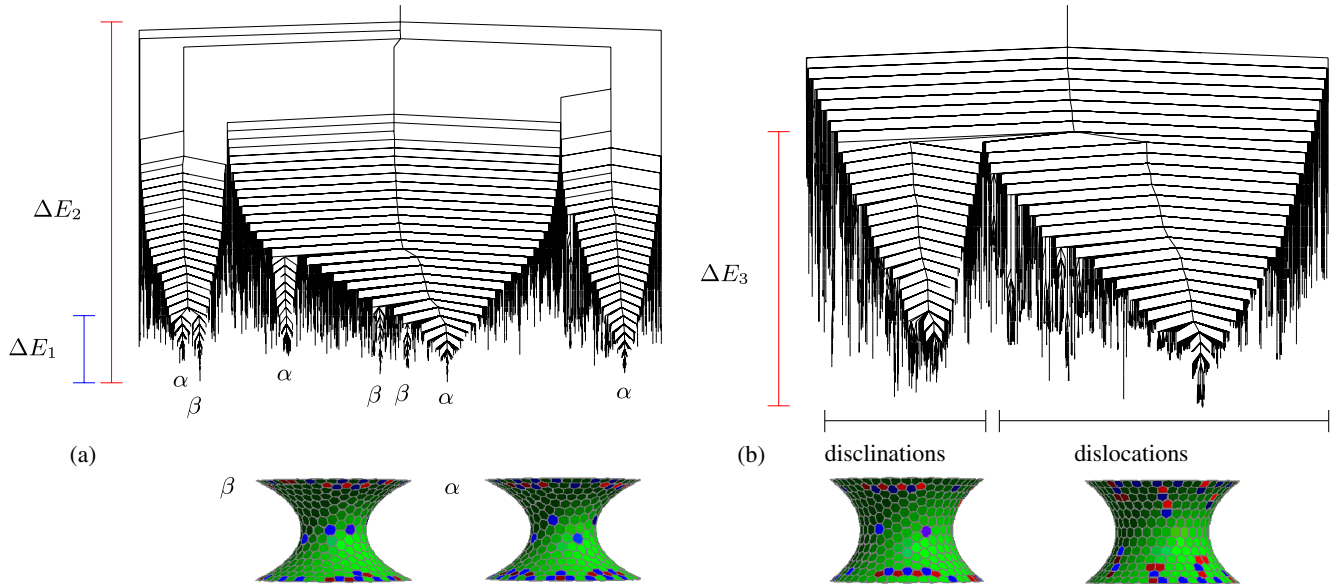 ΔE₂
ΔE₁
α
β
α
β
β
α
α
(a)
β
α
ΔE₃
(b)
disclinations
dislocations